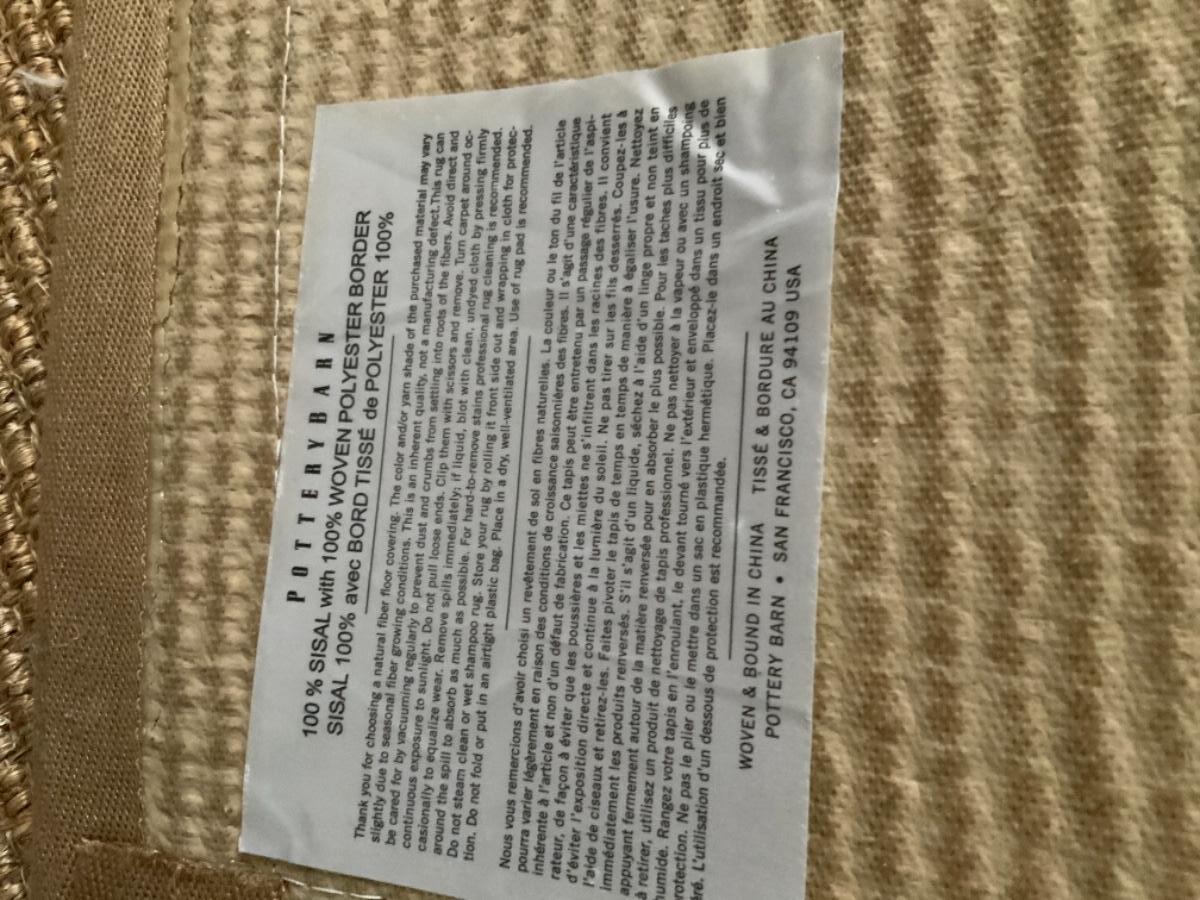 POTTERYBARN
100 % SISAL with 100% WOVEN POLYESTER BORDER
SISAL 100% avec BORD TISSÉ de POLYESTER 100%
Thank you for choosing a natural fiber floor covering. The color and/or yarn shade of the purchased material may vary
slightly due to seasonal fiber growing conditions. This is an inherent quality, not a manufacturing defect.This rug can
be cared for by vacuuming regularly to prevent dust and crumbs from settling into roots of the fibers. Avoid direct and
continuous exposure to sunlight. Do not pull loose ends. Clip them with scissors and remove. Turn carpet around oc-
casionally to equalize wear. Remove spills immediately; if liquid, blot with clean, undyed cloth by pressing firmly
around the spill to absorb as much as possible. For hard-to-remove stains professional rug cleaning is recommended.
Do not steam clean or wet shampoo rug. Store your rug by rolling it front side out and wrapping in cloth for protec-
tion. Do not fold or put in an airtight plastic bag. Place in a dry, well-ventilated area. Use of rug pad is recommended.
Nous vous remercions d'avoir choisi un revêtement de sol en fibres naturelles. La couleur ou le ton du fil de l'article
pourra varier légèrement en raison des conditions de croissance saisonnières des fibres. Il s'agit d'une caractéristique
inhérente à l'article et non d'un défaut de fabrication. Ce tapis peut être entretenu par un passage régulier de l'aspi-
rateur, de façon à éviter que les poussières et les miettes ne s'infiltrent dans les racines des fibres. Il convient
d'éviter l'exposition directe et continue à la lumière du soleil. Ne pas tirer sur les fils desserrés. Coupez-les à
l'aide de ciseaux et retirez-les. Faites pivoter le tapis de temps en temps de manière à égaliser l'usure. Nettoyez
immédiatement les produits renversés. S'il s'agit d'un liquide, séchez à l'aide d'un linge propre et non teint en
appuyant fermement autour de la matière renversée pour en absorber le plus possible. Pour les taches plus difficiles
à retirer, utilisez un produit de nettoyage de tapis professionnel. Ne pas nettoyer à la vapeur ou avec un shampoing
humide. Rangez votre tapis en l'enroulant, le devant tourné vers l'extérieur et enveloppé dans un tissu pour plus de
rotection. Ne pas le plier ou le mettre dans un sac en plastique hermétique. Placez-le dans un endroit sec et bien
ré. L'utilisation d'un dessous de protection est recommandée.
WOVEN & BOUND IN CHINA TISSÉ & BORDURE AU CHINA
POTTERY BARN • SAN FRANCISCO, CA 94109 USA